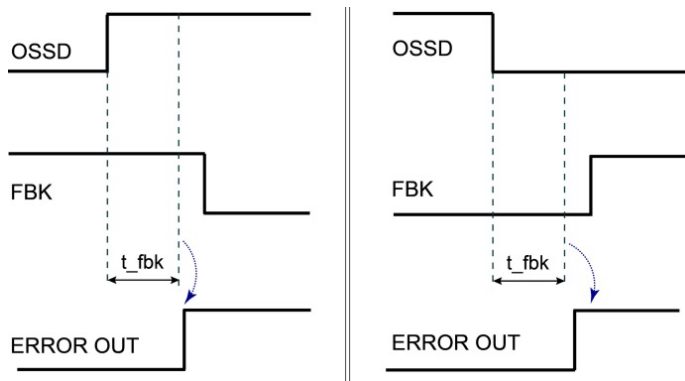 OSSD
FBK
t_fbk
ERROR OUT
OSSD
FBK
t_fbk
ERROR OUT